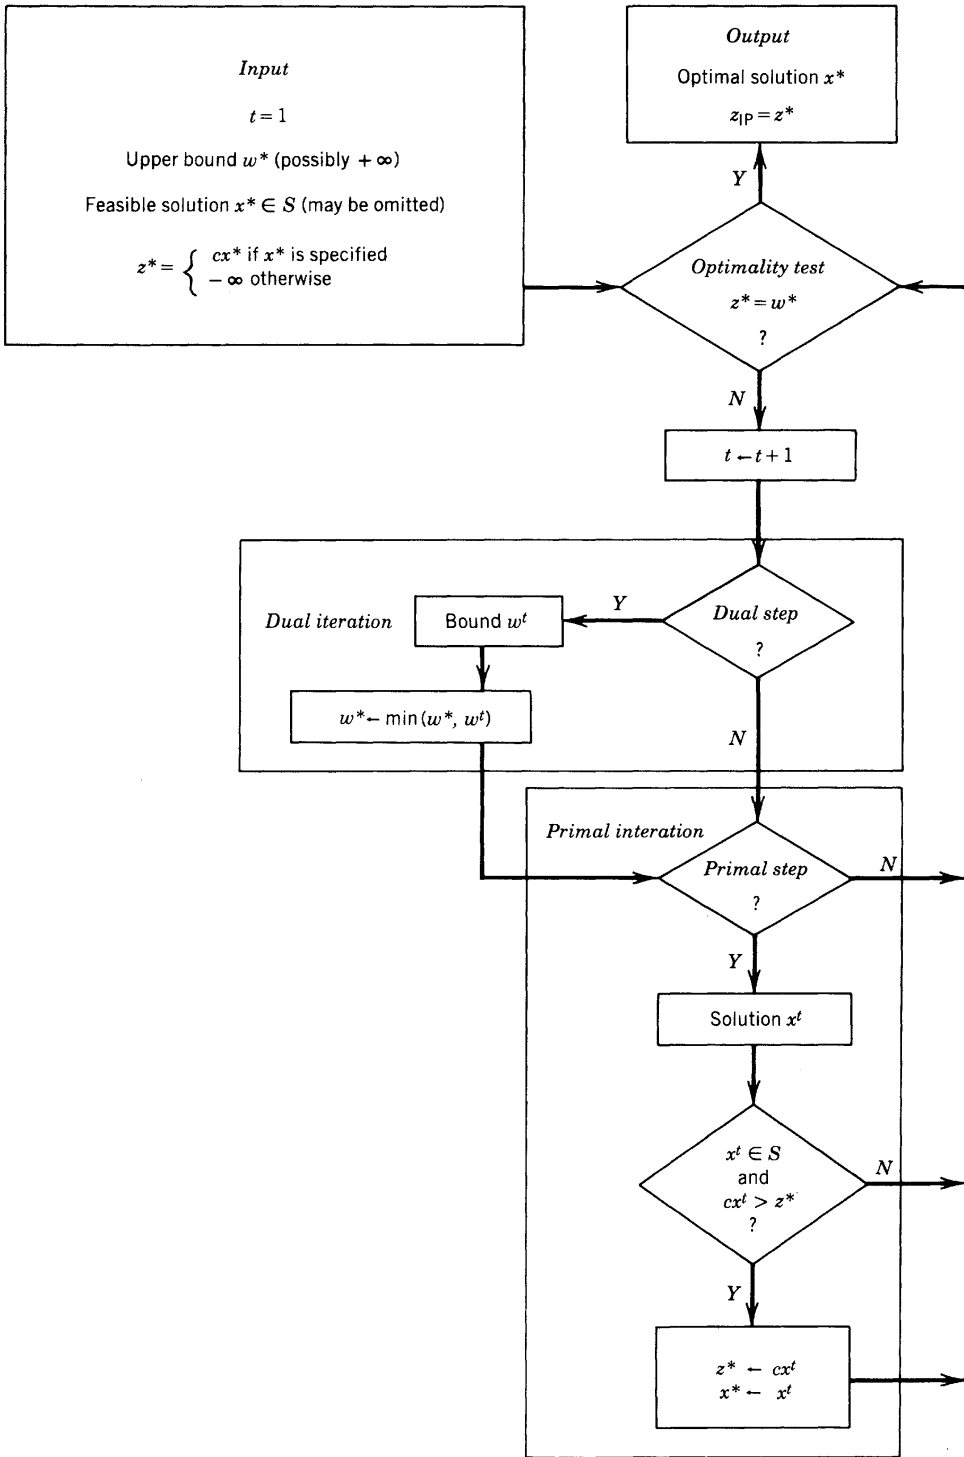 Input
t = 1
Upper bound w* (possibly + ∞)
Feasible solution x* ∈ S (may be omitted)
z* = { cx* if x* is specified
− ∞ otherwise
Output
Optimal solution x*
z_IP = z*
Y
Optimality test
z* = w*
?
N
t ← t + 1
Dual iteration
Bound w^t
Y
Dual step
?
w* ← min (w*, w^t)
N
Primal interation
Primal step
?
N
Y
Solution x^t
x^t ∈ S
and
cx^t > z*
?
N
Y
z* ← cx^t
x* ← x^t